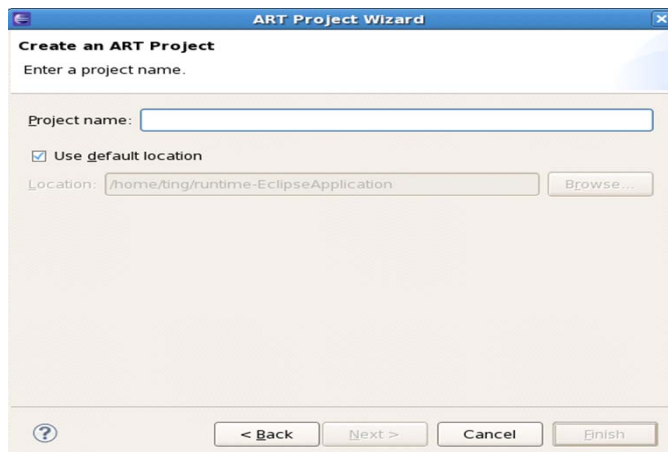 ART Project Wizard
Create an ART Project
Enter a project name.
Project name:
Use default location
Location: /home/ting/runtime-EclipseApplication Browse...
? < Back Next > Cancel Finish